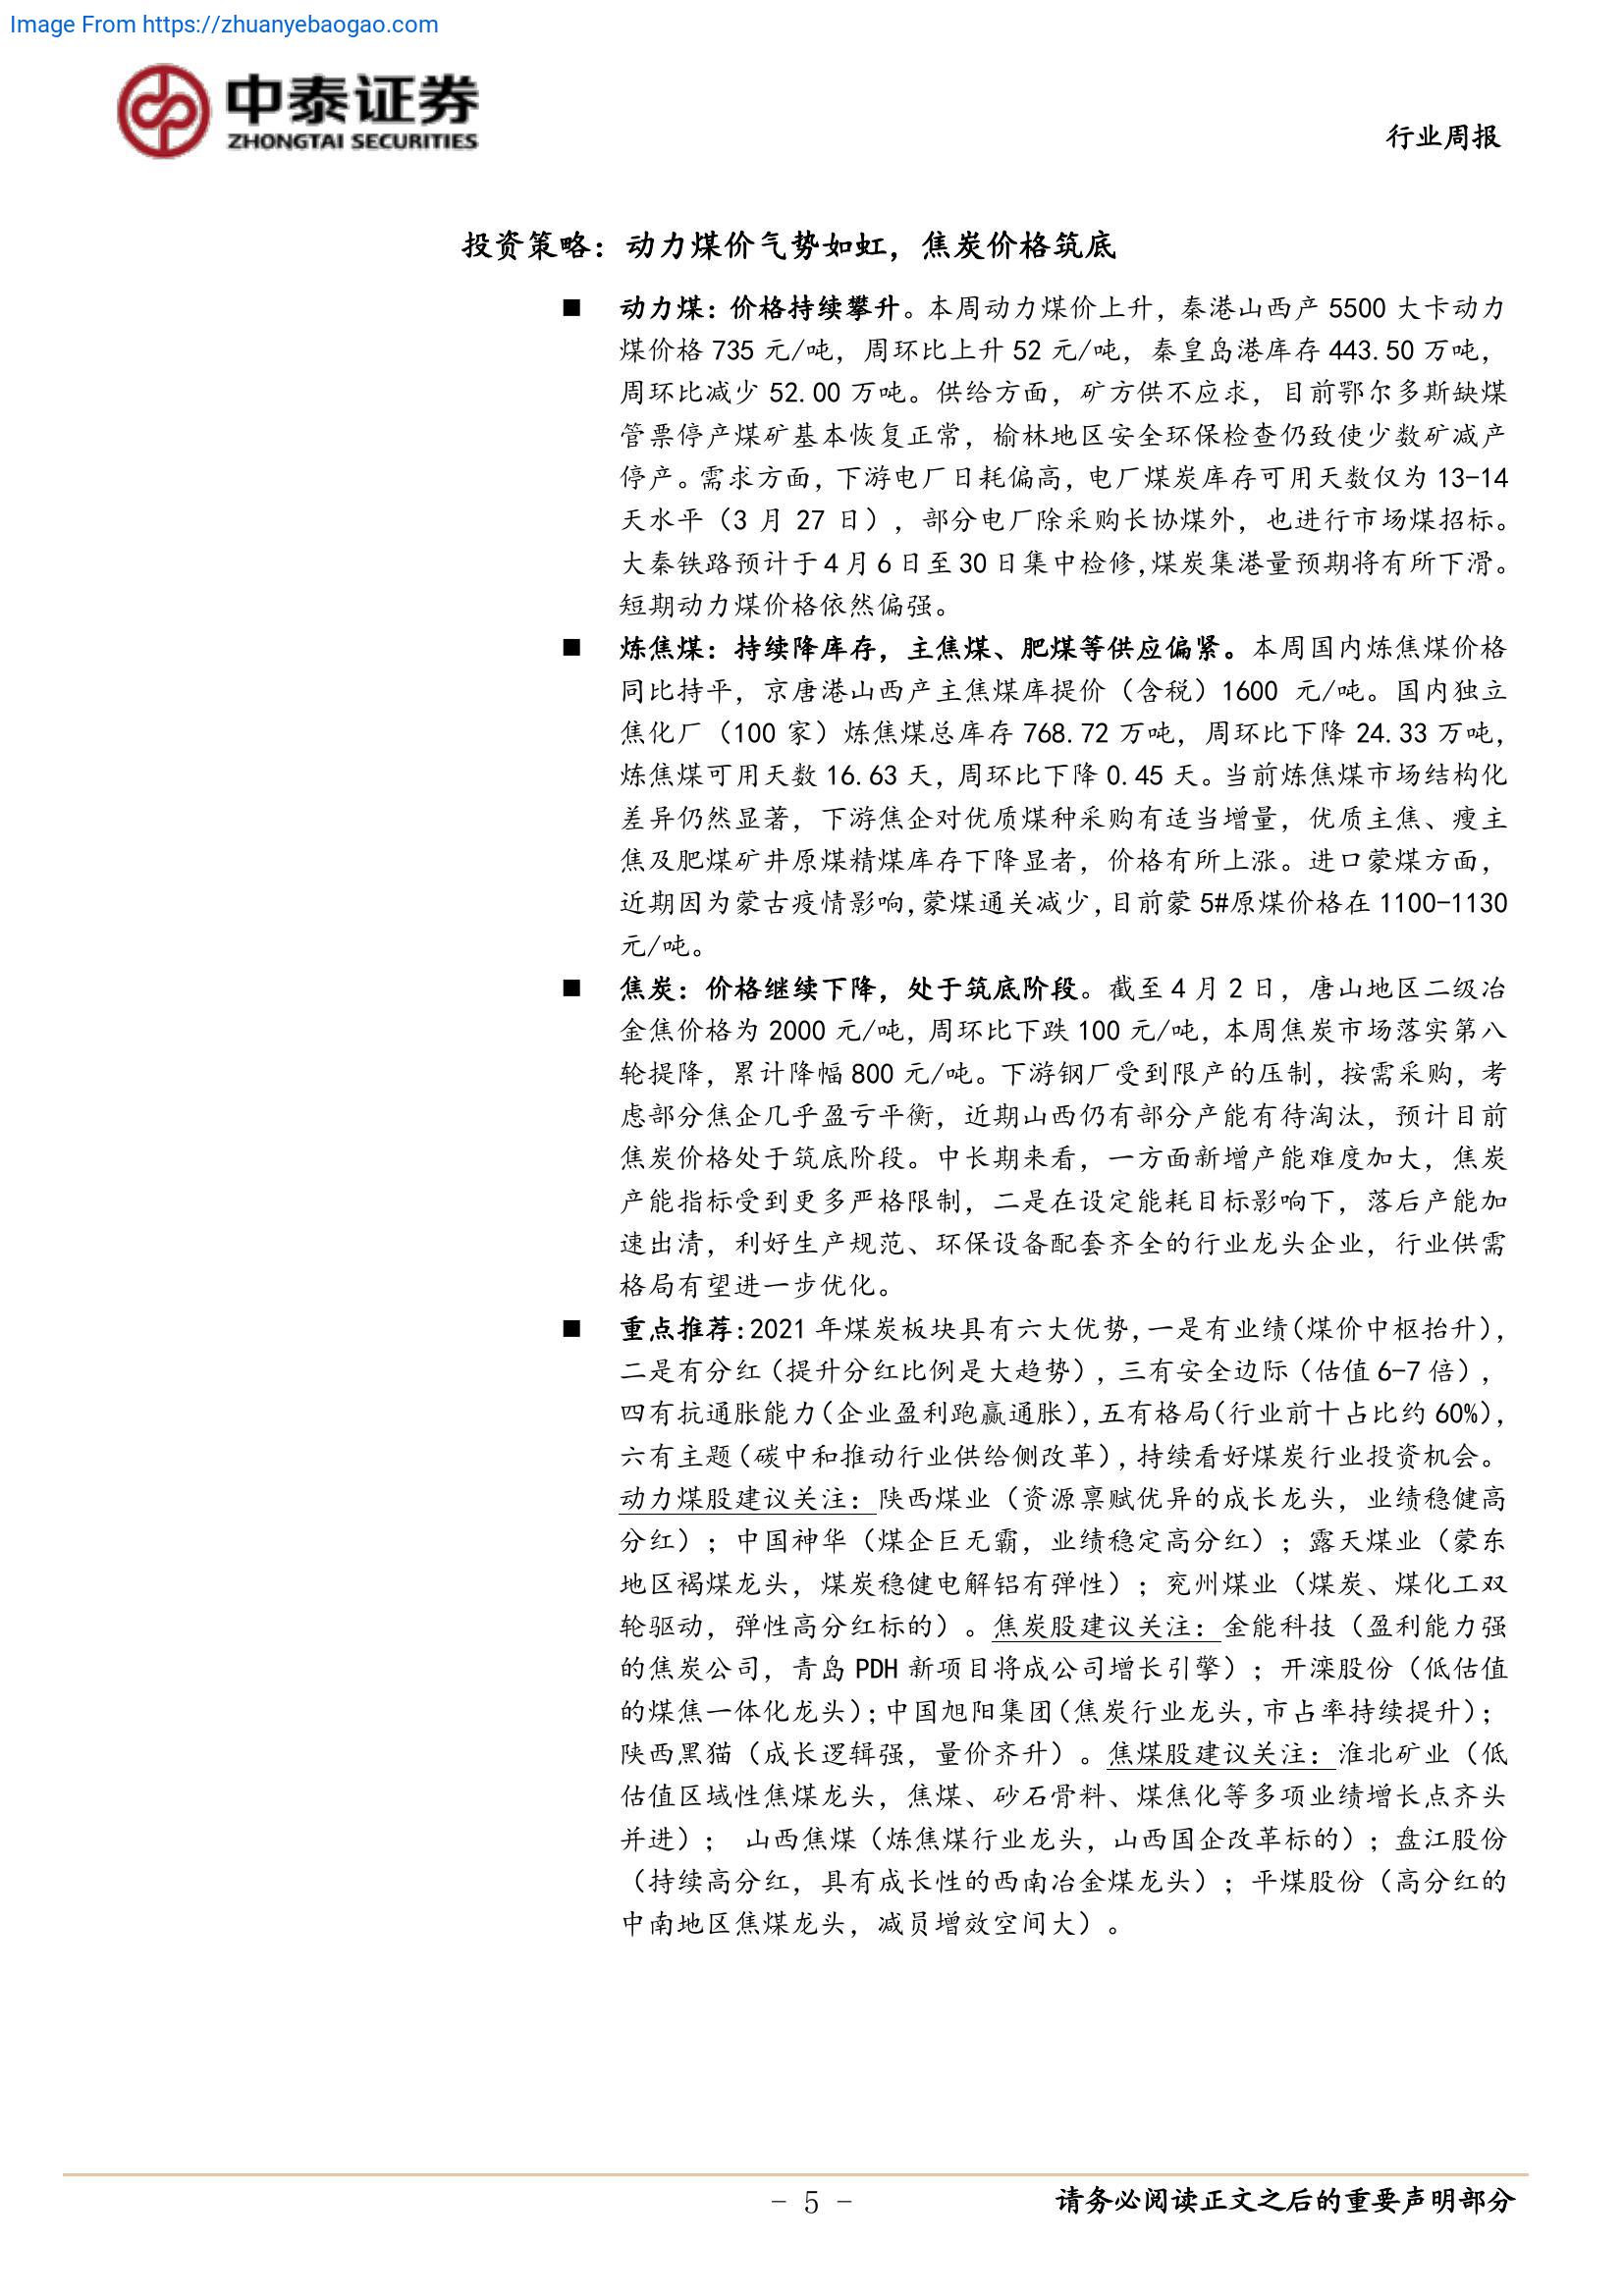 Image From https://zhuanyebaogao.com
中泰证券
ZHONGTAI SECURITIES
行业周报
投资策略：动力煤价气势如虹，焦炭价格筑底
■ 动力煤：价格持续攀升。本周动力煤价上升，秦港山西产 5500 大卡动力
煤价格 735 元/吨，周环比上升 52 元/吨，秦皇岛港库存 443.50 万吨，
周环比减少 52.00 万吨。供给方面，矿方供不应求，目前鄂尔多斯缺煤
管票停产煤矿基本恢复正常，榆林地区安全环保检查仍致使少数矿减产
停产。需求方面，下游电厂日耗偏高，电厂煤炭库存可用天数仅为 13-14
天水平（3 月 27 日），部分电厂除采购长协煤外，也进行市场煤招标。
大秦铁路预计于 4 月 6 日至 30 日集中检修,煤炭集港量预期将有所下滑。
短期动力煤价格依然偏强。
■ 炼焦煤：持续降库存，主焦煤、肥煤等供应偏紧。本周国内炼焦煤价格
同比持平，京唐港山西产主焦煤库提价（含税）1600 元/吨。国内独立
焦化厂（100 家）炼焦煤总库存 768.72 万吨，周环比下降 24.33 万吨，
炼焦煤可用天数 16.63 天，周环比下降 0.45 天。当前炼焦煤市场结构化
差异仍然显著，下游焦企对优质煤种采购有适当增量，优质主焦、瘦主
焦及肥煤矿井原煤精煤库存下降显者，价格有所上涨。进口蒙煤方面，
近期因为蒙古疫情影响,蒙煤通关减少,目前蒙 5#原煤价格在 1100-1130
元/吨。
■ 焦炭：价格继续下降，处于筑底阶段。截至 4 月 2 日，唐山地区二级冶
金焦价格为 2000 元/吨，周环比下跌 100 元/吨，本周焦炭市场落实第八
轮提降，累计降幅 800 元/吨。下游钢厂受到限产的压制，按需采购，考
虑部分焦企几乎盈亏平衡，近期山西仍有部分产能有待淘汰，预计目前
焦炭价格处于筑底阶段。中长期来看，一方面新增产能难度加大，焦炭
产能指标受到更多严格限制，二是在设定能耗目标影响下，落后产能加
速出清，利好生产规范、环保设备配套齐全的行业龙头企业，行业供需
格局有望进一步优化。
■ 重点推荐：2021 年煤炭板块具有六大优势,一是有业绩（煤价中枢抬升），
二是有分红（提升分红比例是大趋势），三有安全边际（估值 6-7 倍），
四有抗通胀能力（企业盈利跑赢通胀），五有格局（行业前十占比约 60%），
六有主题（碳中和推动行业供给侧改革），持续看好煤炭行业投资机会。
动力煤股建议关注：陕西煤业（资源禀赋优异的成长龙头，业绩稳健高
分红）；中国神华（煤企巨无霸，业绩稳定高分红）；露天煤业（蒙东
地区褐煤龙头，煤炭稳健电解铝有弹性）；兖州煤业（煤炭、煤化工双
轮驱动，弹性高分红标的）。焦炭股建议关注：金能科技（盈利能力强
的焦炭公司，青岛 PDH 新项目将成公司增长引擎）；开滦股份（低估值
的煤焦一体化龙头）；中国旭阳集团（焦炭行业龙头,市占率持续提升）；
陕西黑猫（成长逻辑强，量价齐升）。焦煤股建议关注：淮北矿业（低
估值区域性焦煤龙头，焦煤、砂石骨料、煤焦化等多项业绩增长点齐头
并进）； 山西焦煤（炼焦煤行业龙头，山西国企改革标的）；盘江股份
（持续高分红，具有成长性的西南冶金煤龙头）；平煤股份（高分红的
中南地区焦煤龙头，减员增效空间大）。
- 5 -
请务必阅读正文之后的重要声明部分